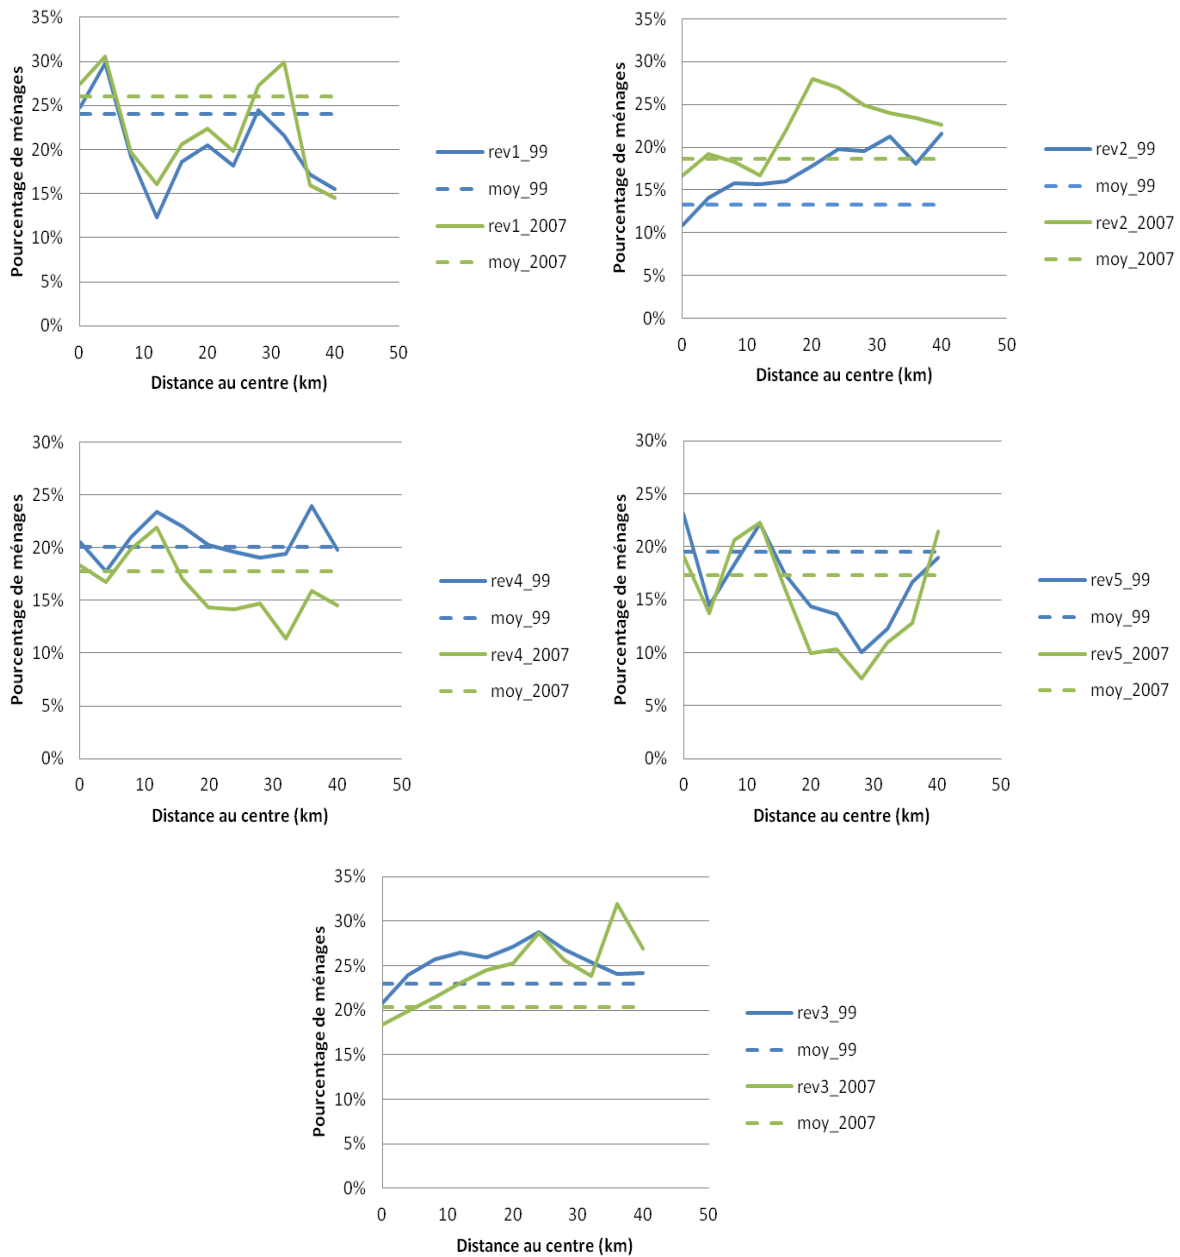 Pourcentage de ménages
35%
30%
25%
20%
15%
10%
5%
0%
0 10 20 30 40 50
Distance au centre (km)
rev1_99
moy_99
rev1_2007
moy_2007
Pourcentage de ménages
35%
30%
25%
20%
15%
10%
5%
0%
0 10 20 30 40 50
Distance au centre (km)
rev2_99
moy_99
rev2_2007
moy_2007
Pourcentage de ménages
30%
25%
20%
15%
10%
5%
0%
0 10 20 30 40 50
Distance au centre (km)
rev4_99
moy_99
rev4_2007
moy_2007
Pourcentage de ménages
30%
25%
20%
15%
10%
5%
0%
0 10 20 30 40 50
Distance au centre (km)
rev5_99
moy_99
rev5_2007
moy_2007
Pourcentage de ménages
35%
30%
25%
20%
15%
10%
5%
0%
0 10 20 30 40 50
Distance au centre (km)
rev3_99
moy_99
rev3_2007
moy_2007